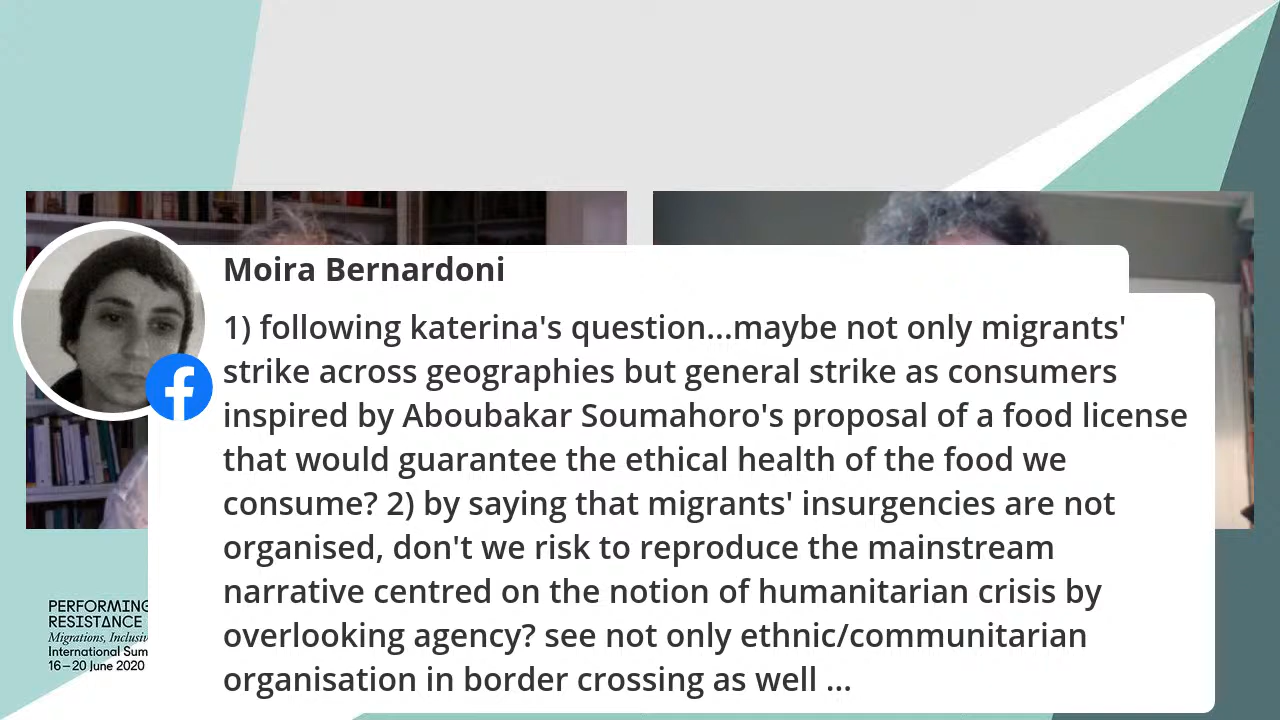 Moira Bernardoni
1) following katerina's question...maybe not only migrants'
strike across geographies but general strike as consumers
inspired by Aboubakar Soumahoro's proposal of a food license
that would guarantee the ethical health of the food we
consume? 2) by saying that migrants' insurgencies are not
organised, don't we risk to reproduce the mainstream
narrative centred on the notion of humanitarian crisis by
overlooking agency? see not only ethnic/communitarian
organisation in border crossing as well ...
PERFORMING
RESISTANCE
Migrations, Inclusiv
International Sum
16–20 June 2020